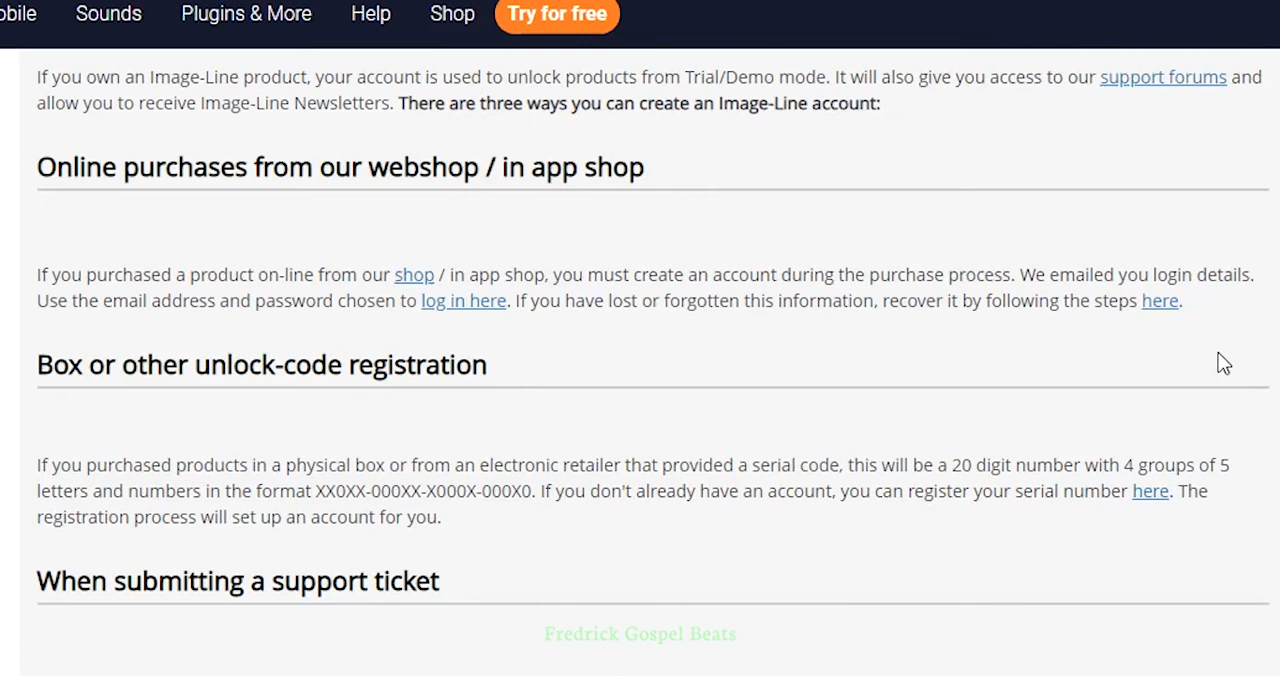 Sounds Plugins & More Help Shop Try for free
If you own an Image-Line product, your account is used to unlock products from Trial/Demo mode. It will also give you access to our support forums and
allow you to receive Image-Line Newsletters. There are three ways you can create an Image-Line account:
Online purchases from our webshop / in app shop
If you purchased a product on-line from our shop / in app shop, you must create an account during the purchase process. We emailed you login details.
Use the email address and password chosen to log in here. If you have lost or forgotten this information, recover it by following the steps here.
Box or other unlock-code registration
If you purchased products in a physical box or from an electronic retailer that provided a serial code, this will be a 20 digit number with 4 groups of 5
letters and numbers in the format XX0XX-000XX-X000X-000X0. If you don't already have an account, you can register your serial number here. The
registration process will set up an account for you.
When submitting a support ticket
Fredrick Gospel Beats